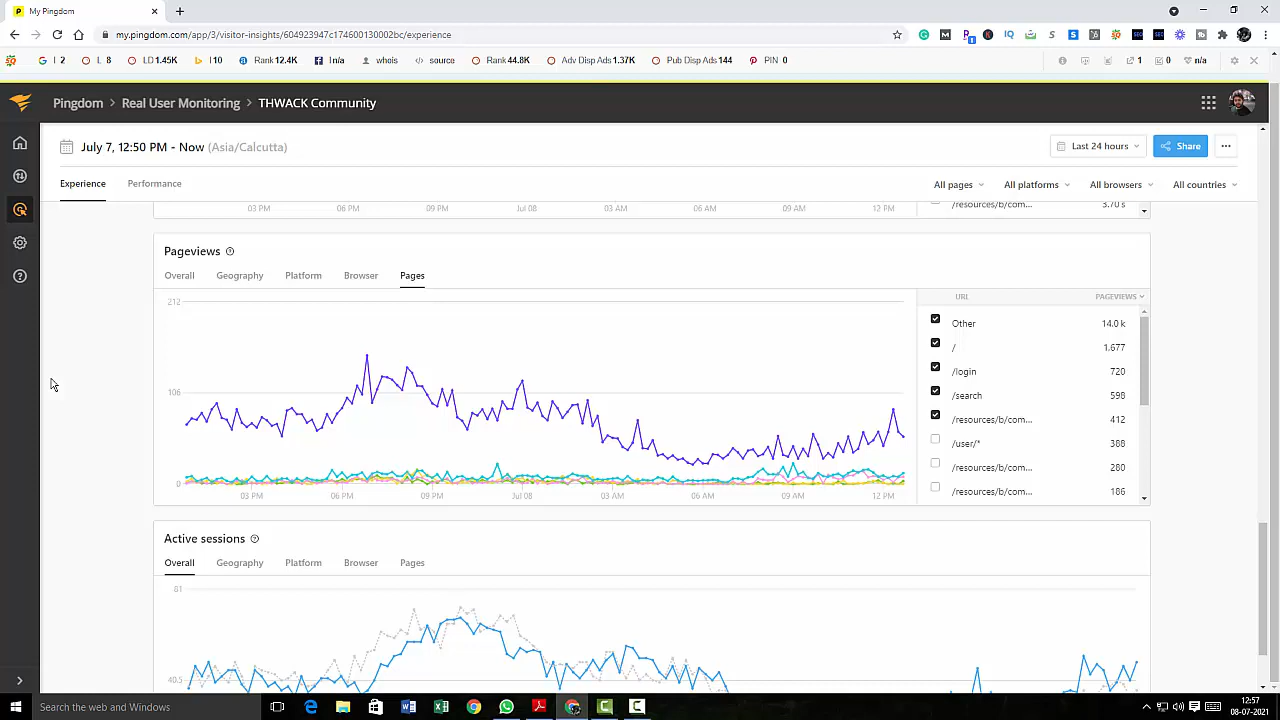 My Pingdom
my.pingdom.com/app/3/visitor-insights/604923947c174600130002bc/experience
I 2 L 8 LD 1.45K I 10 Rank 12.4K n/a whois source Rank 44.8K Adv Disp Ads 1.37K Pub Disp Ads 144 PIN 0 1 0 n/a
Pingdom > Real User Monitoring > THWACK Community
July 7, 12:50 PM - Now (Asia/Calcutta) Last 24 hours Share
Experience Performance All pages All platforms All browsers All countries
03 PM 06 PM 09 PM Jul 08 03 AM 06 AM 09 AM 12 PM /resources/b/com... 3.70 s
Pageviews
Overall Geography Platform Browser Pages
212 URL PAGEVIEWS
Other 14.0 k
/ 1,677
/login 720
106 /search 598
/resources/b/com... 412
/user/* 388
/resources/b/com... 280
0 /resources/b/com... 186
03 PM 06 PM 09 PM Jul 08 03 AM 06 AM 09 AM 12 PM
Active sessions
Overall Geography Platform Browser Pages
81
40.5
Search the web and Windows 12:57
08-07-2021